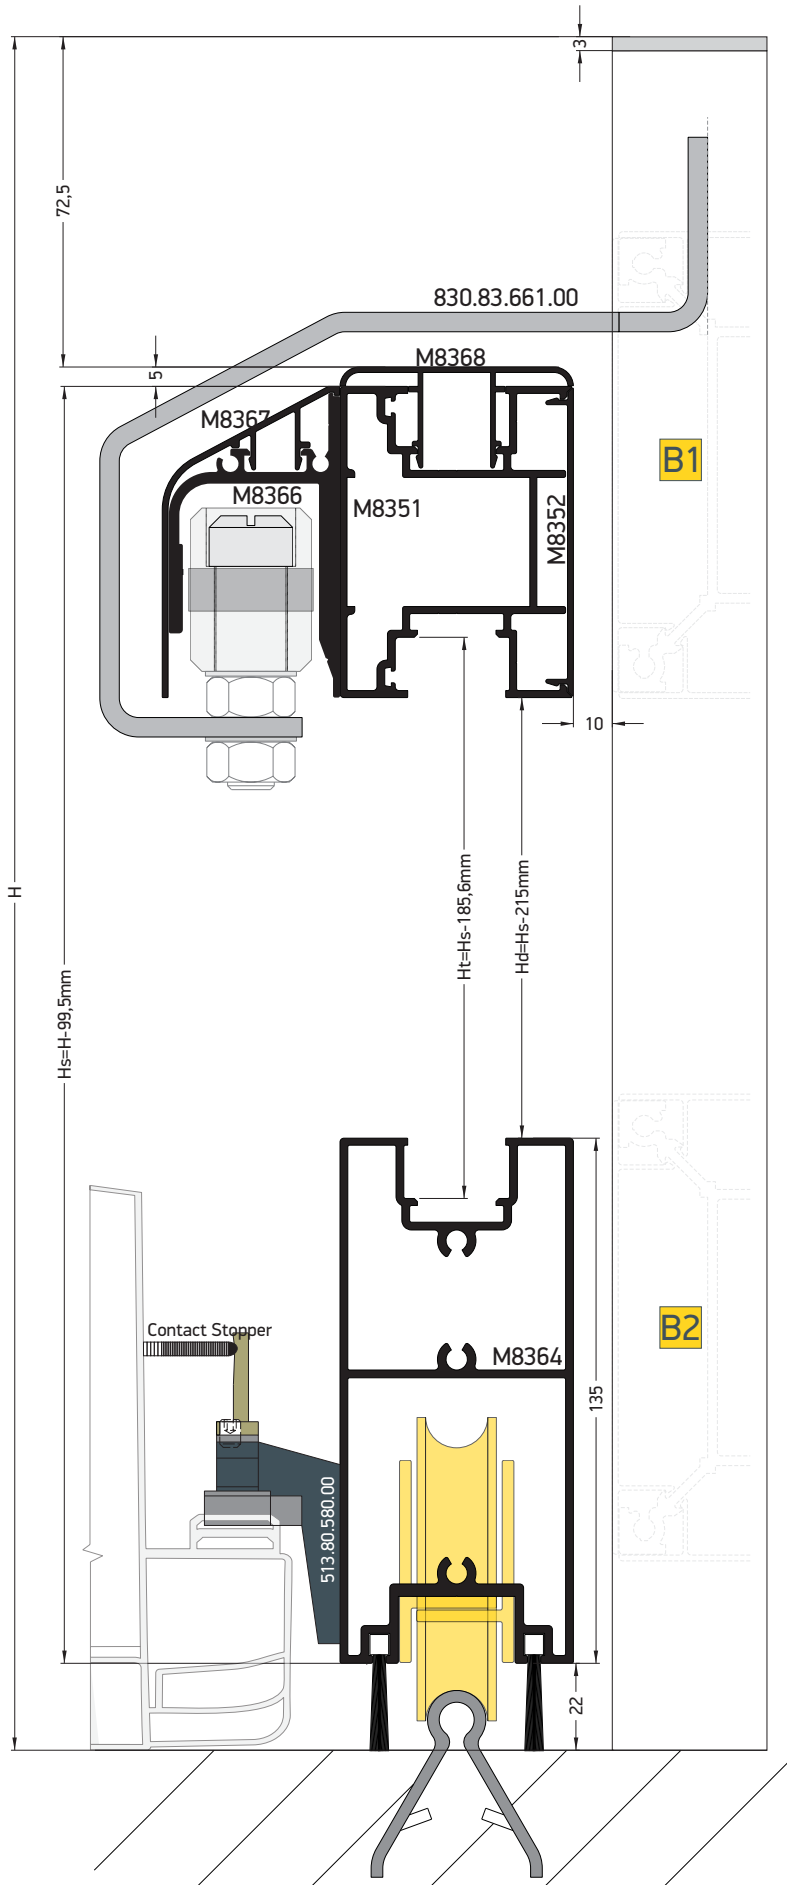 3
72,5
830.83.661.00
5
M8368
M8367
B1
M8366
M8351
M8352
10
H
Hs=H-99,5mm
Ht=Hs-185,6mm
Hd=Hs-215mm
Contact Stopper
B2
M8364
135
513.80.580.00
22